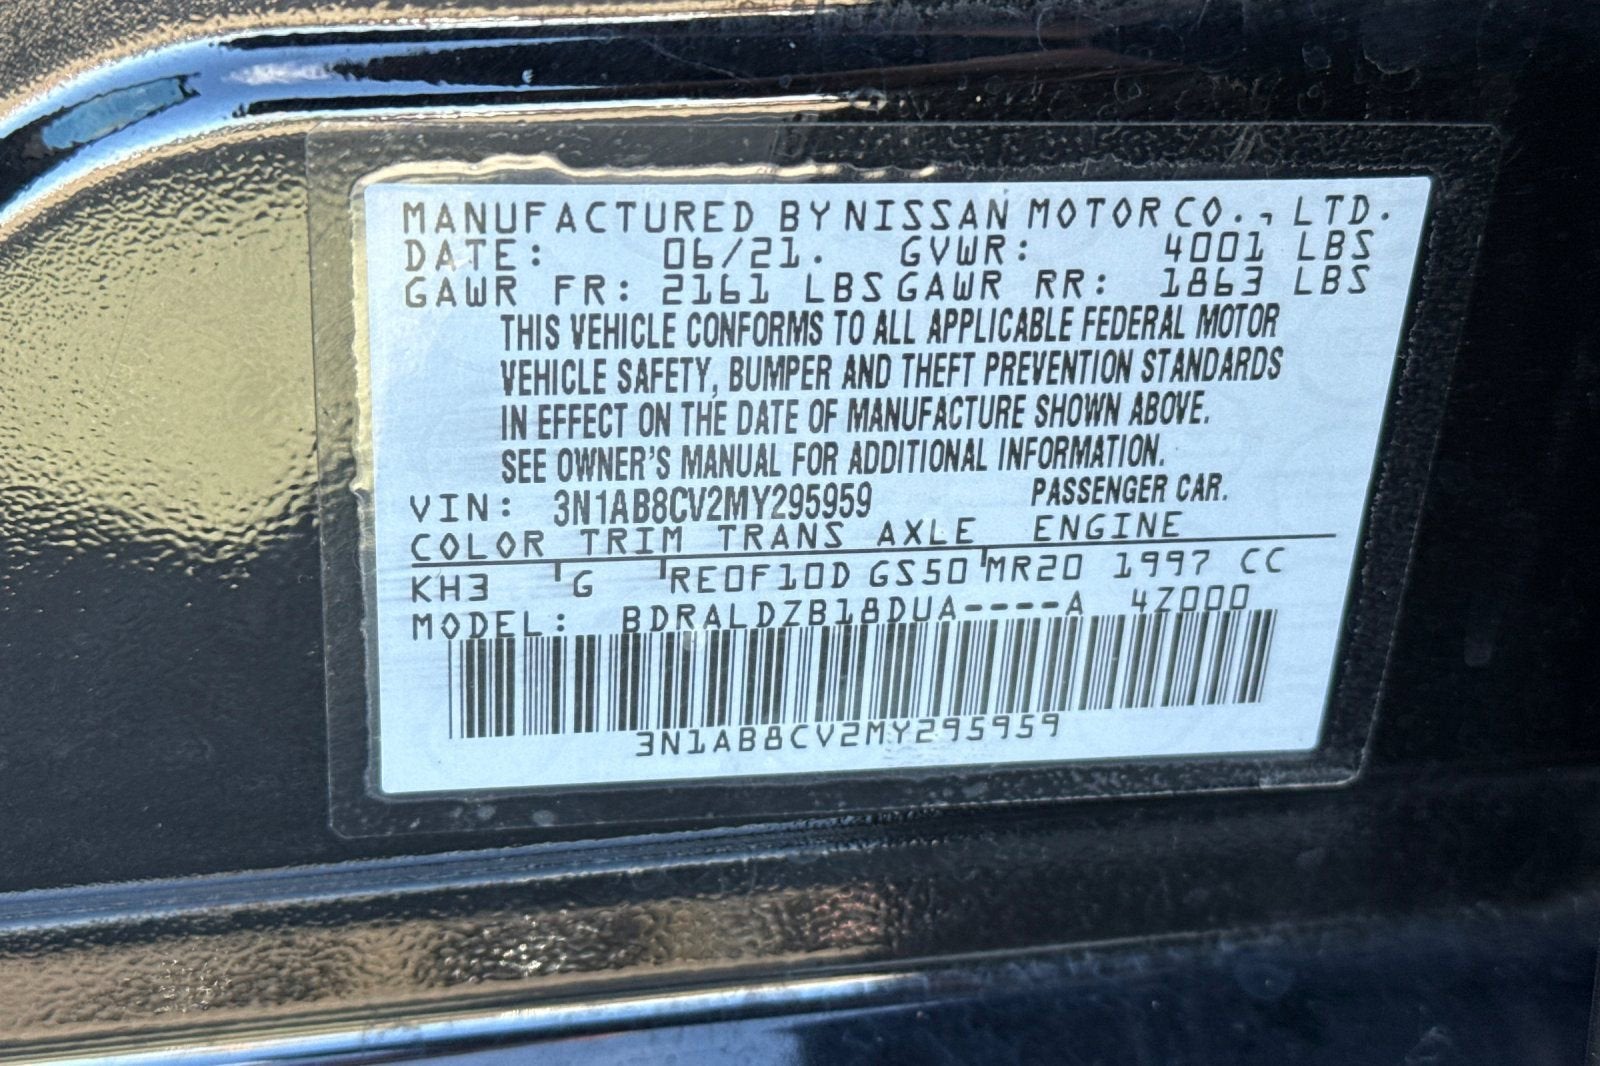 MANUFACTURED BY NISSAN MOTOR CO., LTD.
DATE: 06/21. GVWR: 4001 LBS
GAWR FR: 2161 LBS GAWR RR: 1863 LBS
THIS VEHICLE CONFORMS TO ALL APPLICABLE FEDERAL MOTOR
VEHICLE SAFETY, BUMPER AND THEFT PREVENTION STANDARDS
IN EFFECT ON THE DATE OF MANUFACTURE SHOWN ABOVE.
SEE OWNER'S MANUAL FOR ADDITIONAL INFORMATION.
VIN: 3N1AB8CV2MY295959 PASSENGER CAR.
COLOR TRIM TRANS AXLE ENGINE
KH3 G RE0F10D GS50 MR20 1997 CC
MODEL: BDRALDZB18DUA----A 4Z000
3N1AB8CV2MY295959